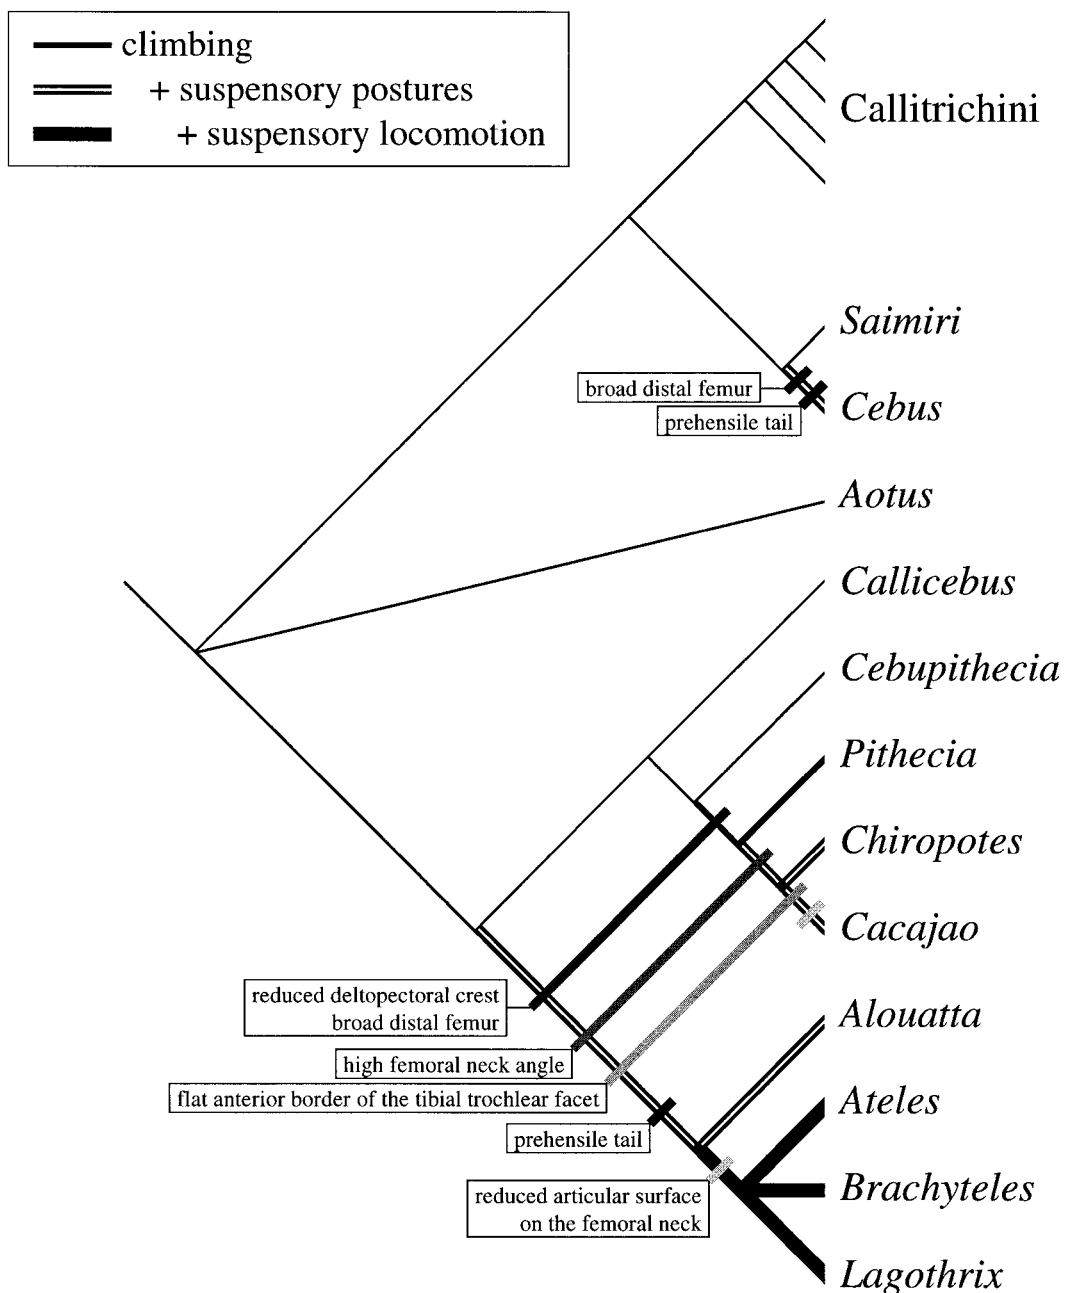 climbing
+ suspensory postures
+ suspensory locomotion
Callitrichini
Saimiri
broad distal femur
Cebus
prehensile tail
Aotus
Callicebus
Cebupithecia
Pithecia
Chiropotes
Cacajao
reduced deltopectoral crest
broad distal femur
Alouatta
high femoral neck angle
flat anterior border of the tibial trochlear facet
Ateles
prehensile tail
Brachyteles
reduced articular surface
on the femoral neck
Lagothrix